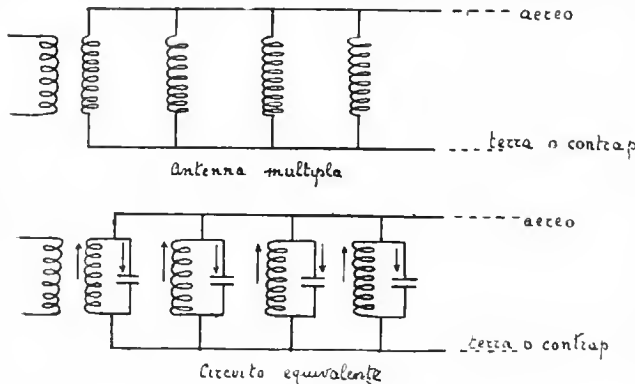 aereo
terra o contrap
Antenna multipla
aereo
terra o contrap
Circuito equivalente